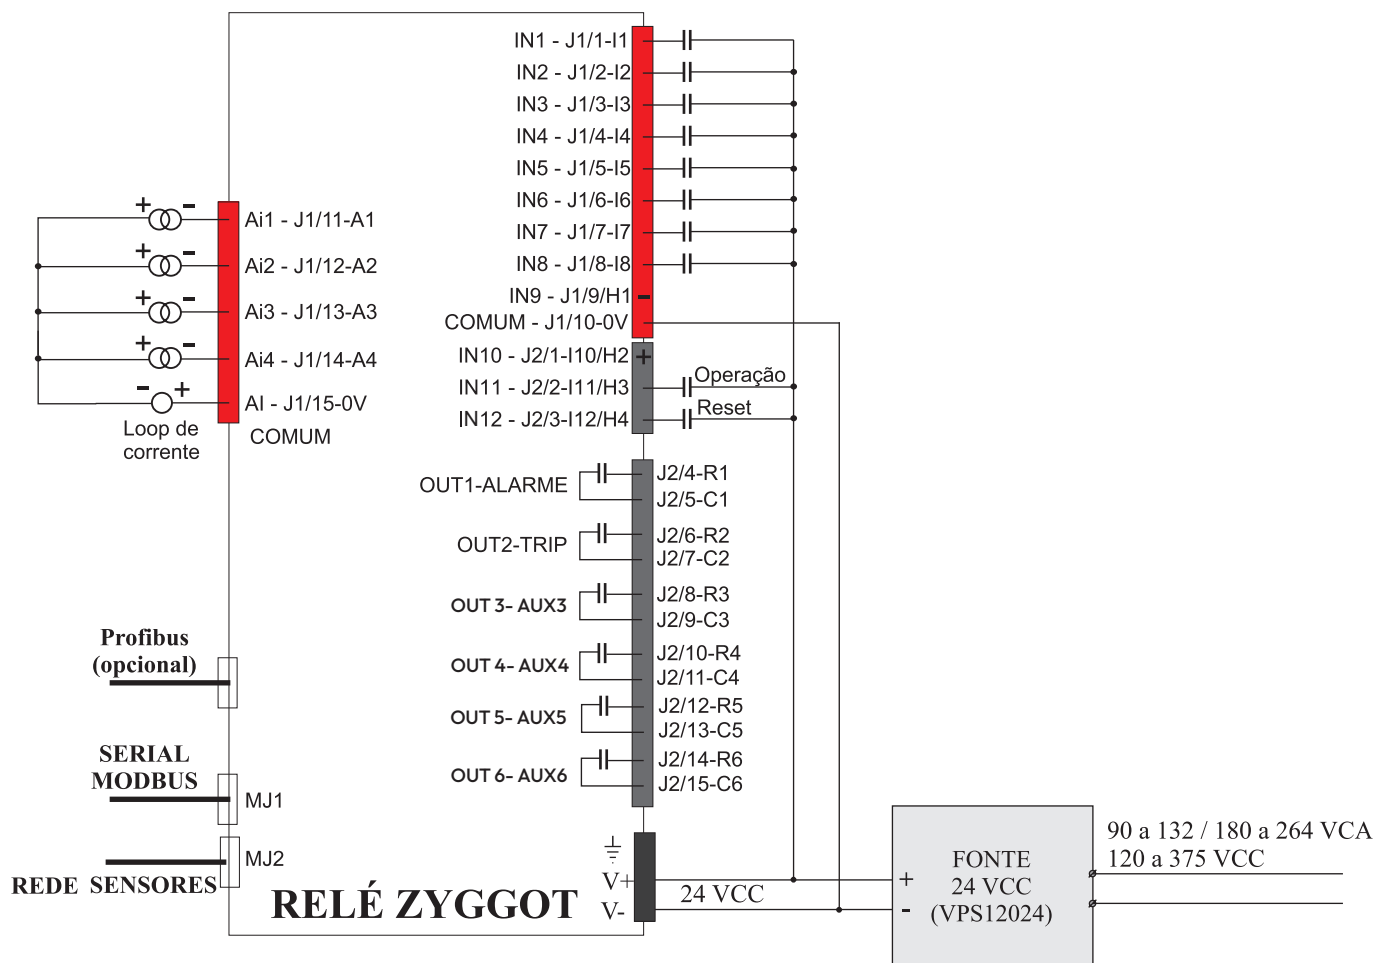 IN1 - J1/1-I1
IN2 - J1/2-I2
IN3 - J1/3-I3
IN4 - J1/4-I4
IN5 - J1/5-I5
IN6 - J1/6-I6
IN7 - J1/7-I7
IN8 - J1/8-I8
IN9 - J1/9/H1 -
COMUM - J1/10-0V
IN10 - J2/1-I10/H2 +
IN11 - J2/2-I11/H3 Operação
IN12 - J2/3-I12/H4 Reset
+ - Ai1 - J1/11-A1
+ - Ai2 - J1/12-A2
+ - Ai3 - J1/13-A3
+ - Ai4 - J1/14-A4
- + AI - J1/15-0V
COMUM
Loop de
corrente
OUT1-ALARME
J2/4-R1
J2/5-C1
OUT2-TRIP
J2/6-R2
J2/7-C2
OUT 3- AUX3
J2/8-R3
J2/9-C3
OUT 4- AUX4
J2/10-R4
J2/11-C4
OUT 5- AUX5
J2/12-R5
J2/13-C5
OUT 6- AUX6
J2/14-R6
J2/15-C6
Profibus
(opcional)
SERIAL
MODBUS
MJ1
MJ2
REDE SENSORES
RELÉ ZYGGOT
V+
V-
24 VCC
+
-
FONTE
24 VCC
(VPS12024)
90 a 132 / 180 a 264 VCA
120 a 375 VCC